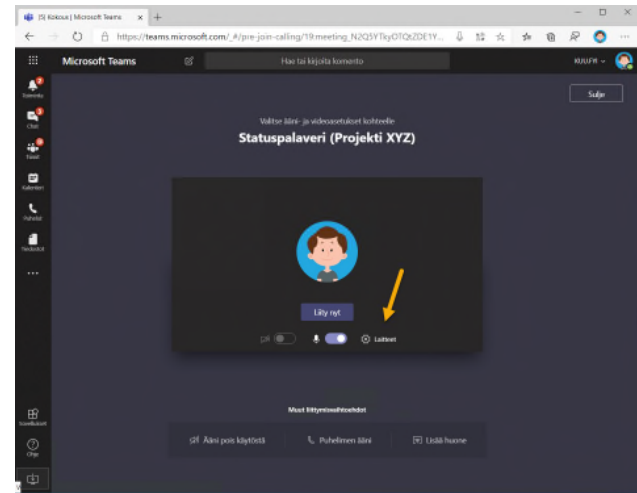 (5) Kokous | Microsoft Teams
https://teams.microsoft.com/_#/pre-join-calling/19:meeting_N2Q5YTkyOTQtZDE1Y...
Microsoft Teams
Hae tai kirjoita komento
KUUFYI
Toiminto
Chat
Tiimit
Kalenteri
Puhelut
Tiedostot
Sulje
Valitse ääni- ja videoasetukset kohteelle
Statuspalaveri (Projekti XYZ)
Liity nyt
Laitteet
Muut liittymisvaihtoehdot
Ääni pois käytöstä
Puhelimen ääni
Lisää huone
Sovellukset
Ohje